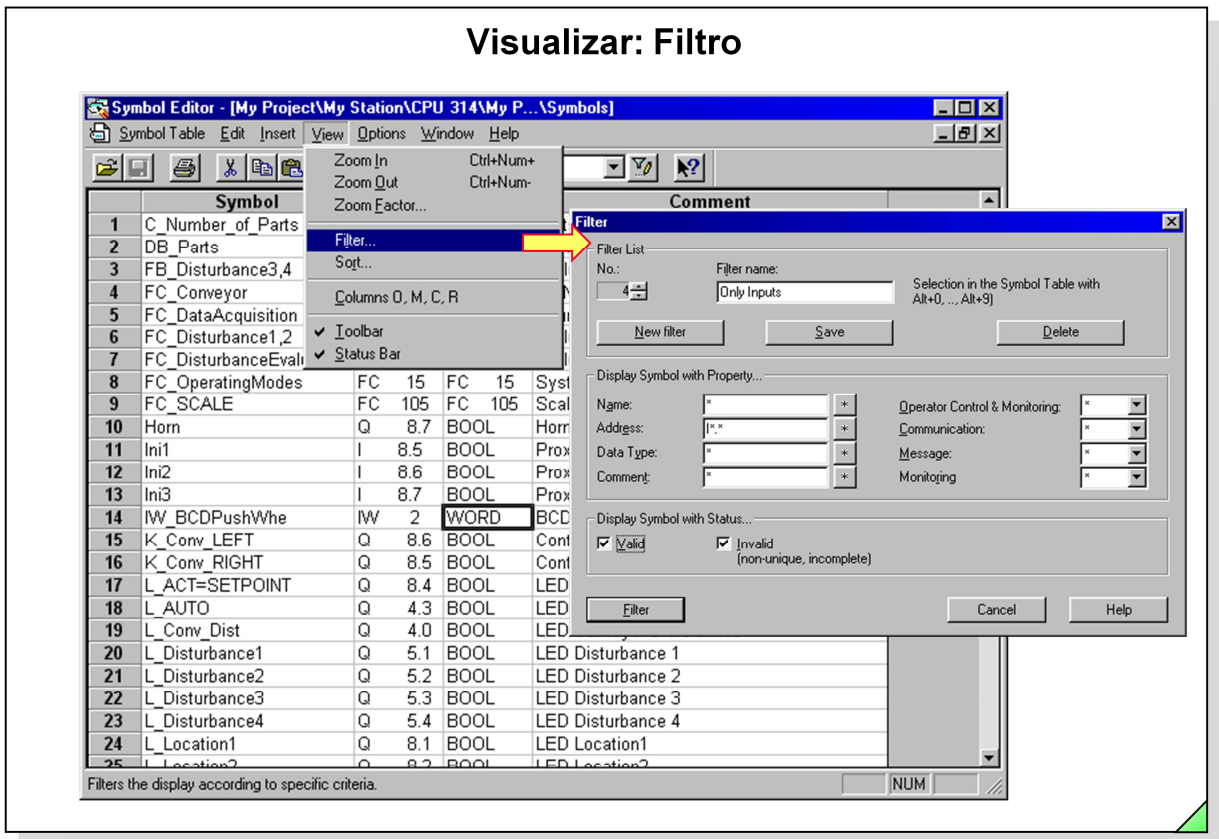 Visualizar: Filtro
Symbol Editor - [My Project\My Station\CPU 314\My P...\Symbols]
Symbol Table Edit Insert View Options Window Help
Zoom In Ctrl+Num+
Zoom Out Ctrl+Num-
Zoom Factor...
Filter...
Sort...
Columns O, M, C, R
Toolbar
Status Bar
Symbol Comment
1 C_Number_of_Parts
2 DB_Parts
3 FB_Disturbance3,4
4 FC_Conveyor
5 FC_DataAcquisition
6 FC_Disturbance1,2
7 FC_DisturbanceEvalu
8 FC_OperatingModes FC 15 FC 15 Syst
9 FC_SCALE FC 105 FC 105 Scal
10 Horn Q 8.7 BOOL Horn
11 Ini1 I 8.5 BOOL Prox
12 Ini2 I 8.6 BOOL Prox
13 Ini3 I 8.7 BOOL Prox
14 IW_BCDPushWhe IW 2 WORD BCD
15 K_Conv_LEFT Q 8.6 BOOL Cont
16 K_Conv_RIGHT Q 8.5 BOOL Cont
17 L_ACT=SETPOINT Q 8.4 BOOL LED
18 L_AUTO Q 4.3 BOOL LED
19 L_Conv_Dist Q 4.0 BOOL LED
20 L_Disturbance1 Q 5.1 BOOL LED Disturbance 1
21 L_Disturbance2 Q 5.2 BOOL LED Disturbance 2
22 L_Disturbance3 Q 5.3 BOOL LED Disturbance 3
23 L_Disturbance4 Q 5.4 BOOL LED Disturbance 4
24 L_Location1 Q 8.1 BOOL LED Location1
25 L_Location2 Q 8.2 BOOL LED Location2
Filters the display according to specific criteria. NUM
Filter
Filter List
No.: Filter name:
4 Only Inputs
Selection in the Symbol Table with
Alt+0, .., Alt+9)
New filter Save Delete
Display Symbol with Property...
Name: * * Operator Control & Monitoring: *
Address: I*.* * Communication: *
Data Type: * * Message: *
Comment: * * Monitoring *
Display Symbol with Status...
Valid Invalid
(non-unique, incomplete)
Filter Cancel Help